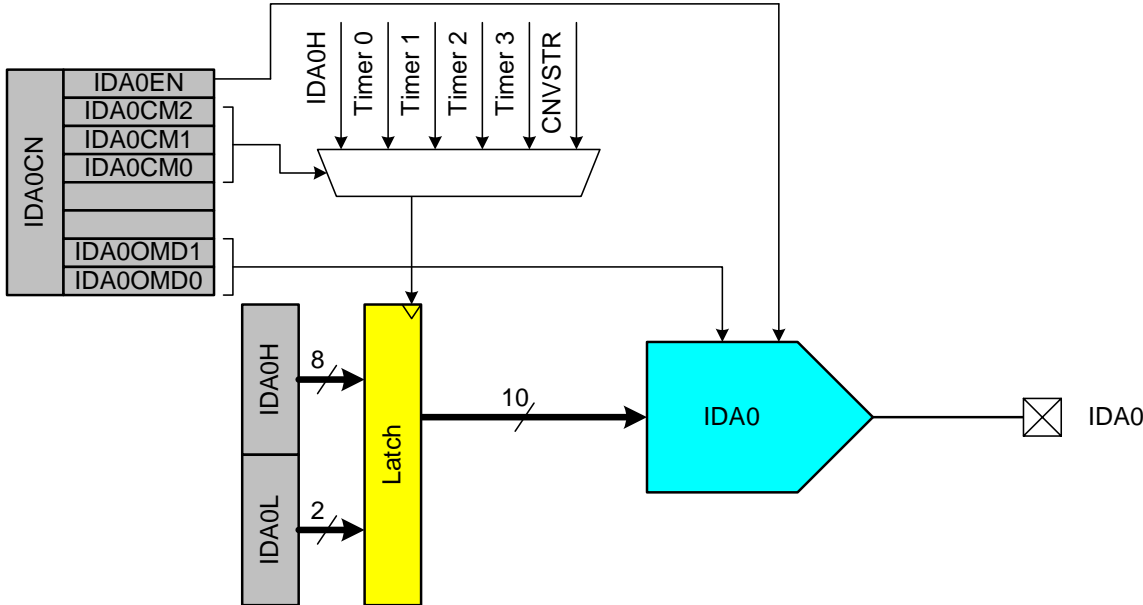 IDA0CN
IDA0EN
IDA0CM2
IDA0CM1
IDA0CM0
IDA0OMD1
IDA0OMD0
IDA0H
Timer 0
Timer 1
Timer 2
Timer 3
CNVSTR
IDA0H
IDA0L
8
2
Latch
10
IDA0
IDA0